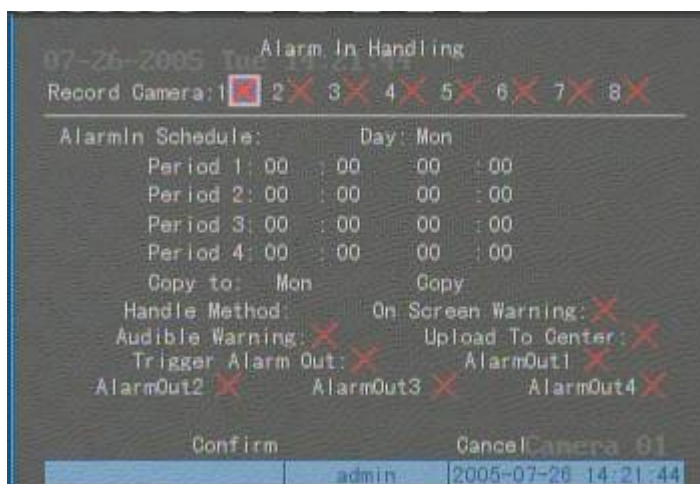 Alarm In Handling
07-26-2005 Tue 14:21:44
Record Camera:1 2 3 4 5 6 7 8
AlarmIn Schedule: Day: Mon
Period 1: 00 : 00 00 : 00
Period 2: 00 : 00 00 : 00
Period 3: 00 : 00 00 : 00
Period 4: 00 : 00 00 : 00
Copy to: Mon Copy
Handle Method: On Screen Warning:
Audible Warning: Upload To Center:
Trigger Alarm Out: AlarmOut1
AlarmOut2 AlarmOut3 AlarmOut4
Confirm Cancel
Camera 01
admin 2005-07-26 14:21:44